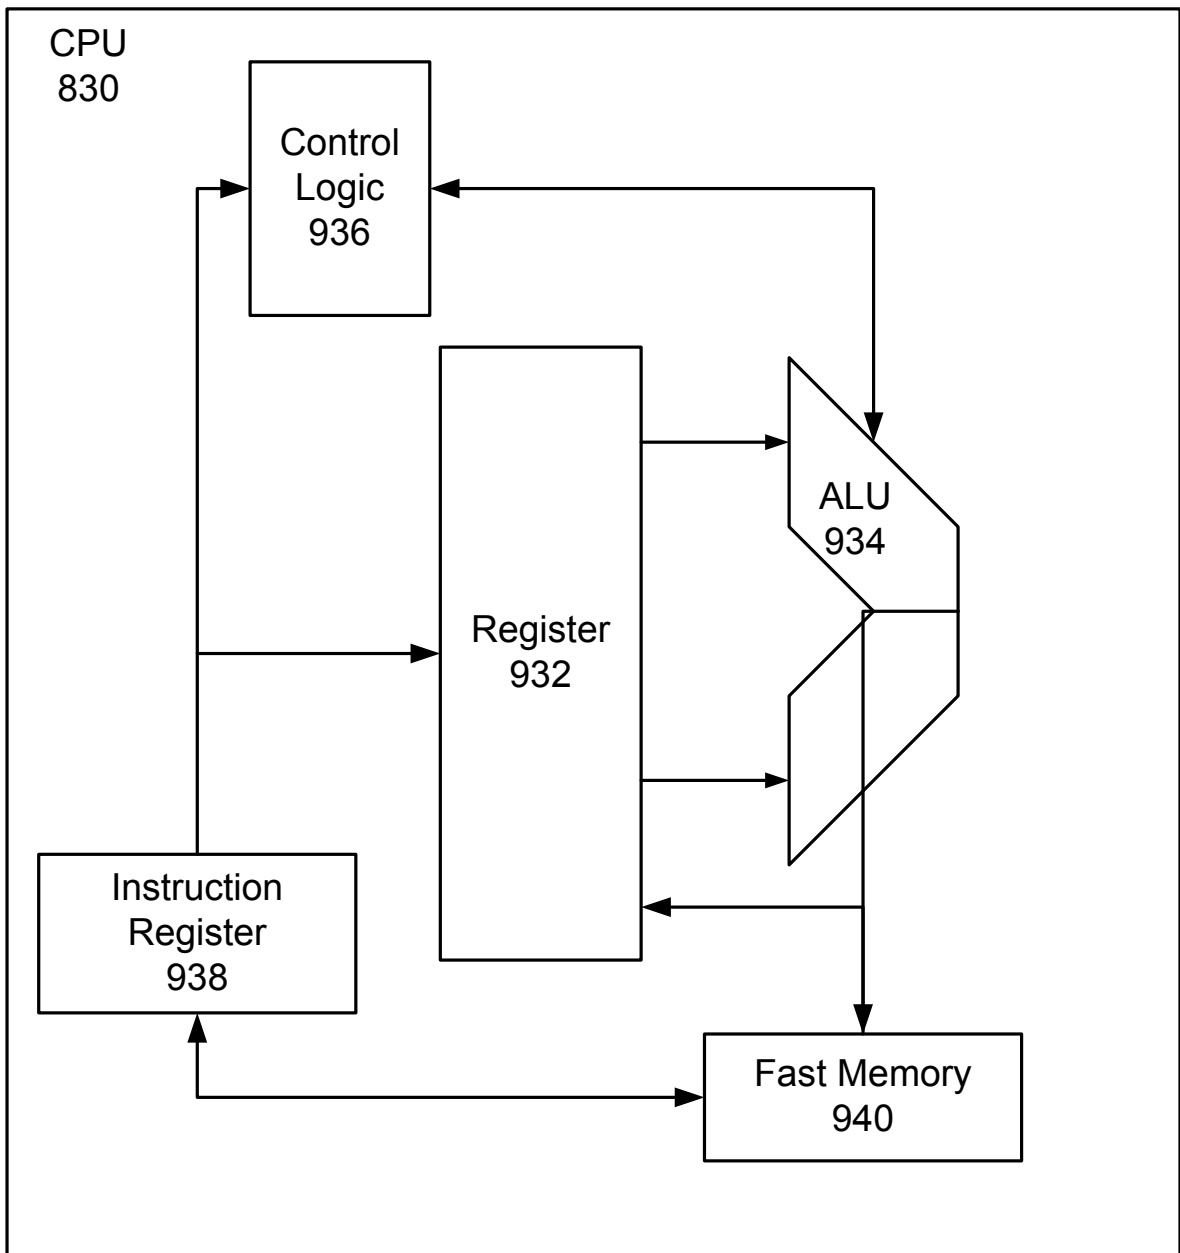 CPU
830
Control
Logic
936
ALU
934
Register
932
Instruction
Register
938
Fast Memory
940